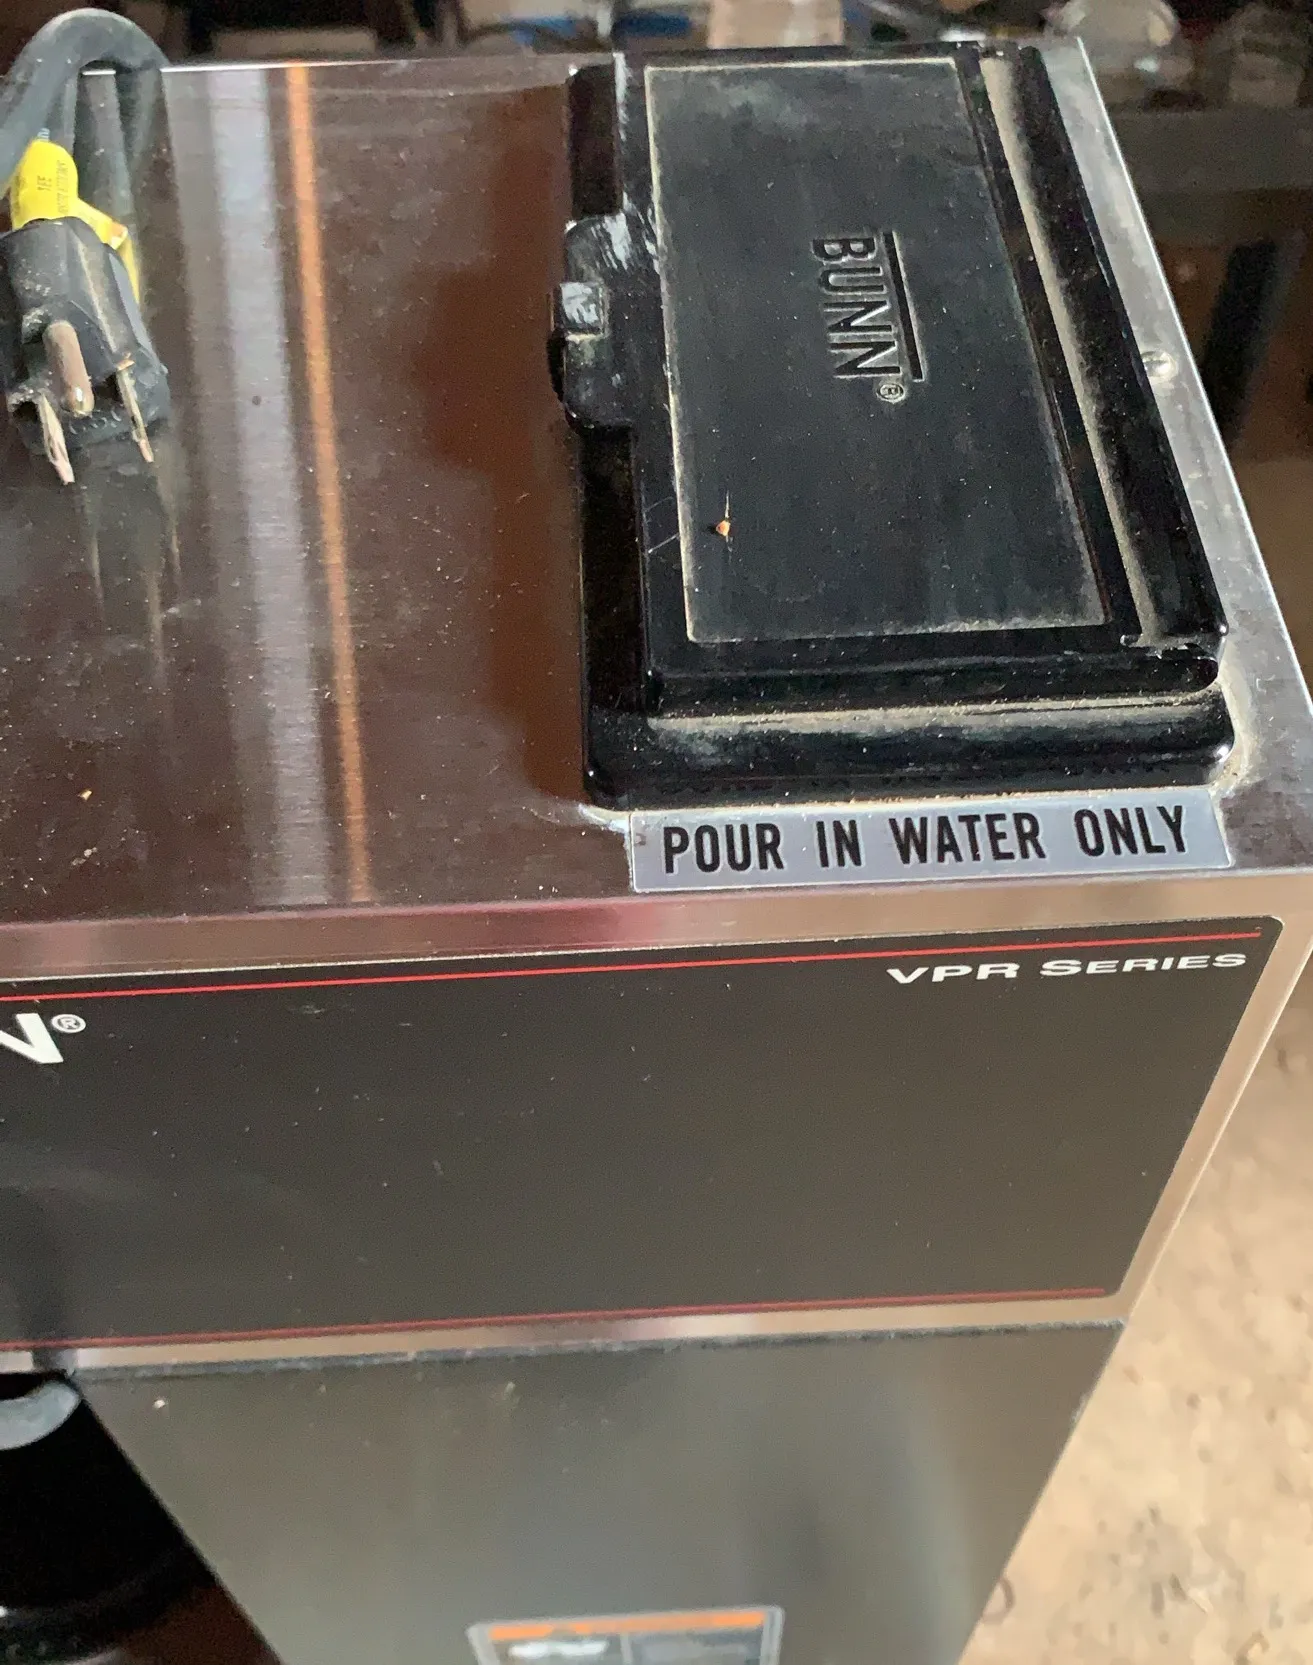 BUNN®
POUR IN WATER ONLY
VPR SERIES
N®